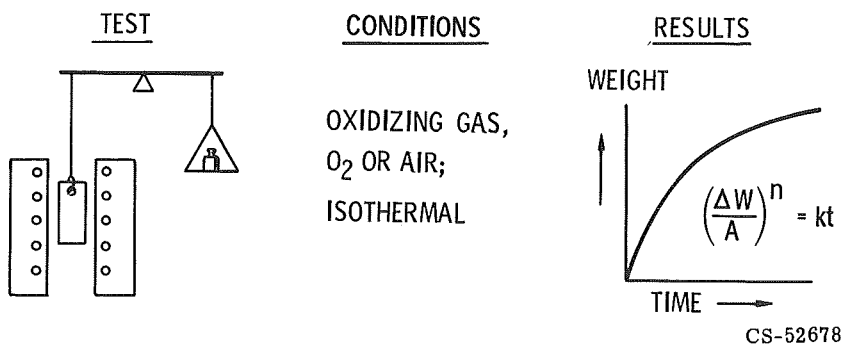 TEST
CONDITIONS
RESULTS
OXIDIZING GAS,
O₂ OR AIR;
ISOTHERMAL
WEIGHT
(ΔW/A)ⁿ = kt
TIME
CS-52678